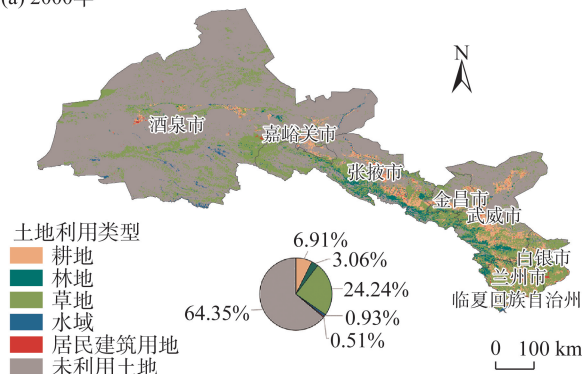 (a) 2000年
N
酒泉市
嘉峪关市
张掖市
金昌市
武威市
白银市
兰州市
临夏回族自治州
土地利用类型
耕地
林地
草地
水域
居民建筑用地
未利用土地
6.91%
3.06%
24.24%
0.93%
0.51%
64.35%
0 100 km